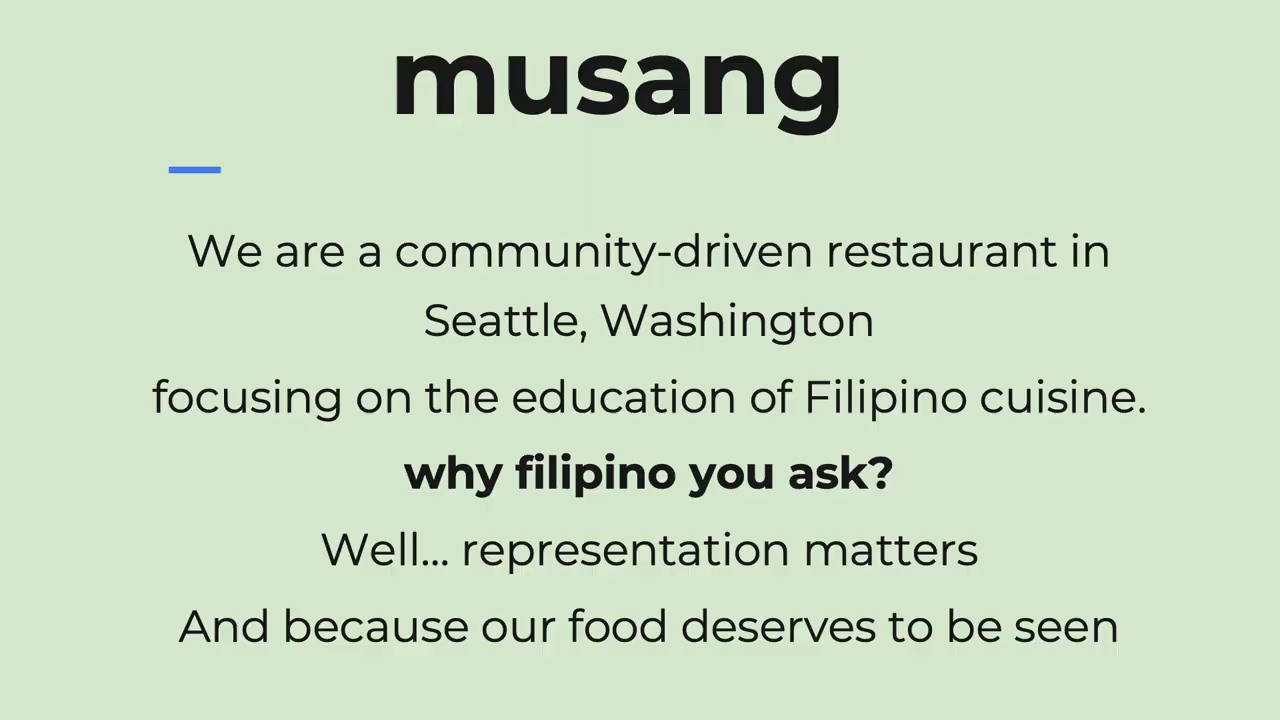 musang
We are a community-driven restaurant in
Seattle, Washington
focusing on the education of Filipino cuisine.
why filipino you ask?
Well... representation matters
And because our food deserves to be seen